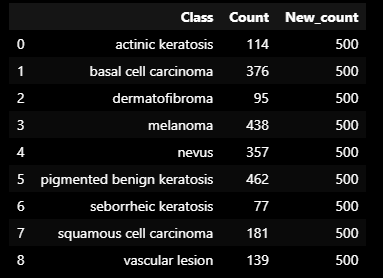 Class Count New_count
0 actinic keratosis 114 500
1 basal cell carcinoma 376 500
2 dermatofibroma 95 500
3 melanoma 438 500
4 nevus 357 500
5 pigmented benign keratosis 462 500
6 seborrheic keratosis 77 500
7 squamous cell carcinoma 181 500
8 vascular lesion 139 500